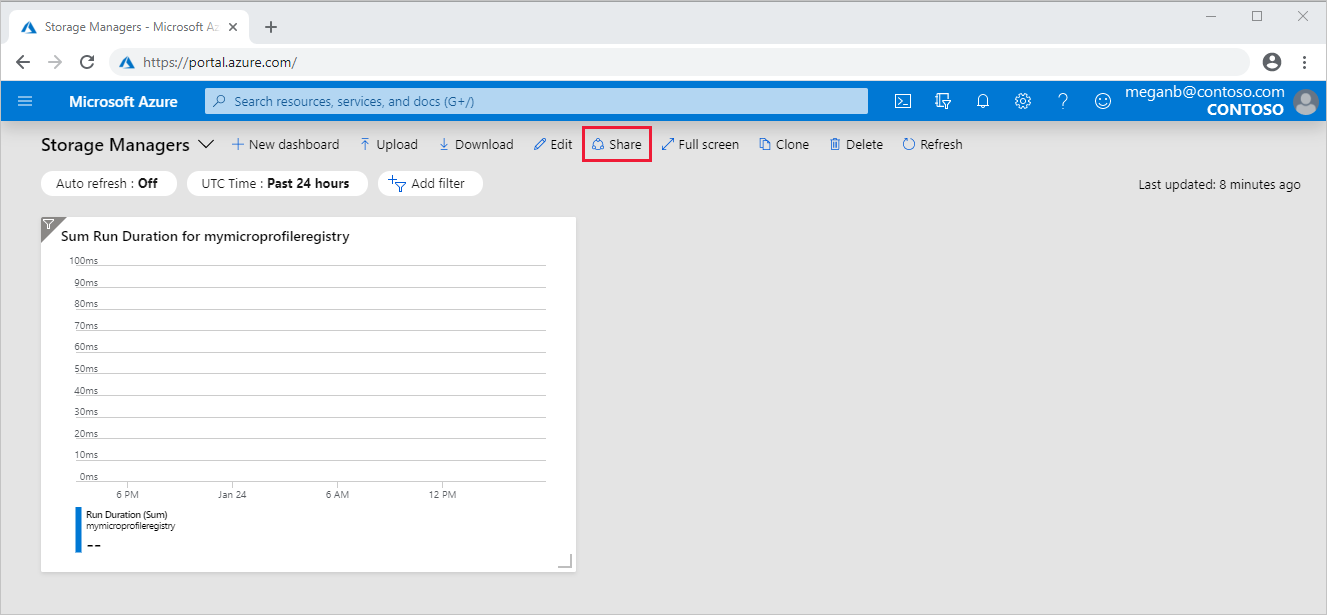 Storage Managers - Microsoft Az
https://portal.azure.com/
Microsoft Azure
Search resources, services, and docs (G+/)
meganb@contoso.com
CONTOSO
Storage Managers
New dashboard
Upload
Download
Edit
Share
Full screen
Clone
Delete
Refresh
Auto refresh : Off
UTC Time : Past 24 hours
Add filter
Last updated: 8 minutes ago
Sum Run Duration for mymicroprofileregistry
100ms
90ms
80ms
70ms
60ms
50ms
40ms
30ms
20ms
10ms
0ms
6 PM
Jan 24
6 AM
12 PM
Run Duration (Sum)
mymicroprofileregistry
--